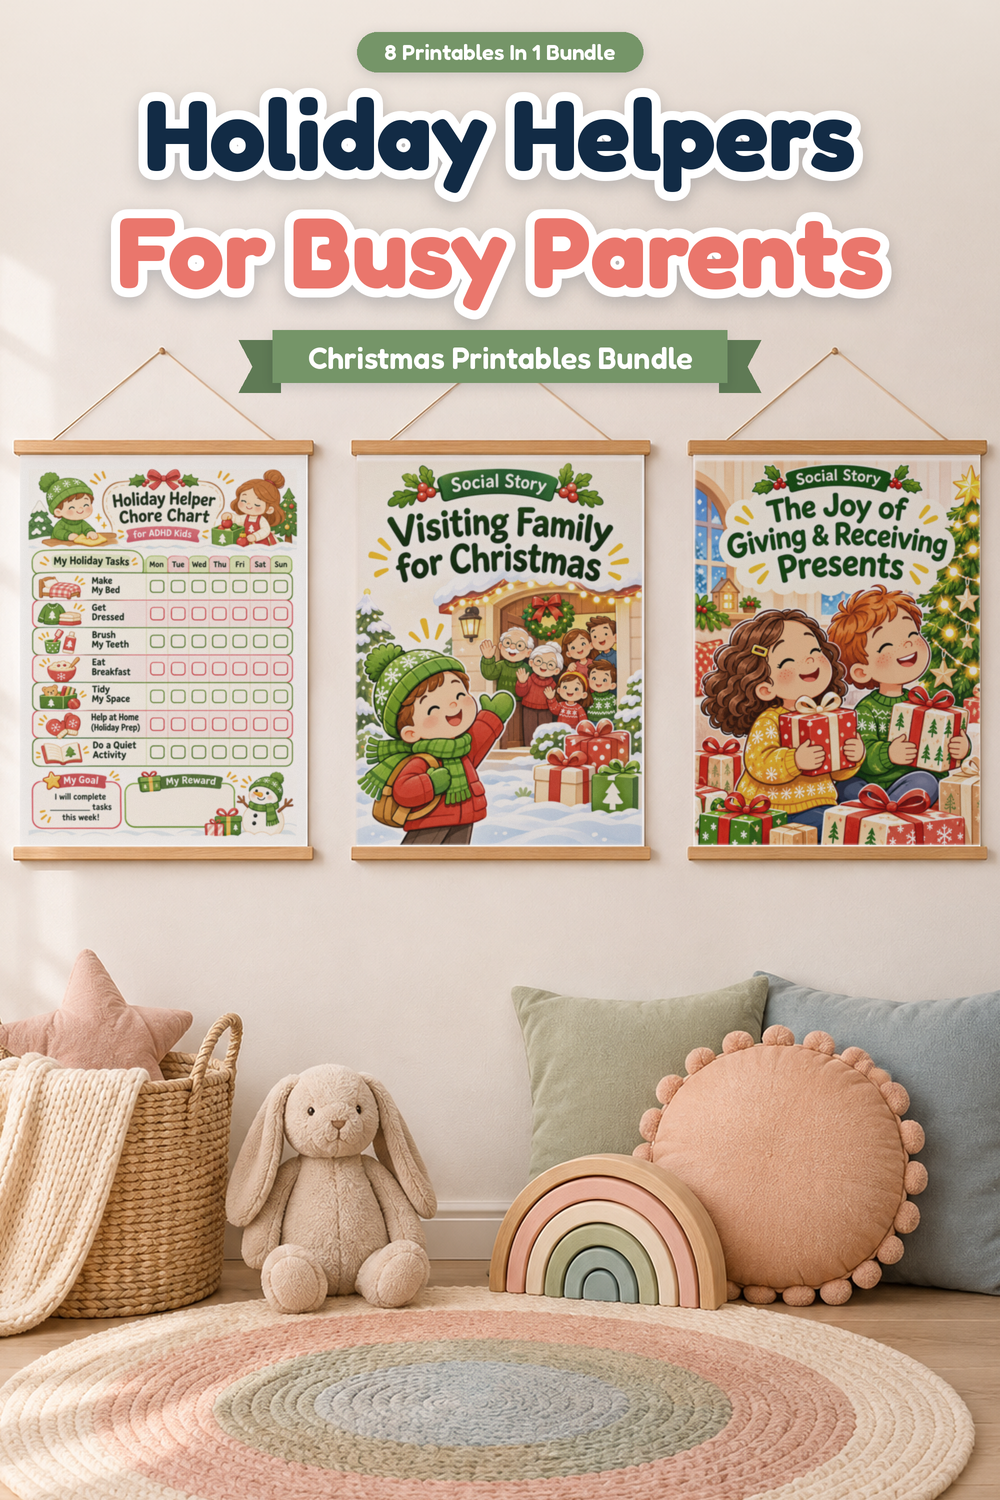 8 Printables In 1 Bundle
Holiday Helpers
For Busy Parents
Christmas Printables Bundle
Holiday Helper
Chore Chart
for ADHD Kids
My Holiday Tasks
Mon Tue Wed Thu Fri Sat Sun
Make
My Bed
Get
Dressed
Brush
My Teeth
Eat
Breakfast
Tidy
My Space
Help at Home
(Holiday Prep)
Do a Quiet
Activity
My Goal
I will complete
______ tasks
this week!
My Reward
Social Story
Visiting Family
for Christmas
Social Story
The Joy of
Giving & Receiving
Presents